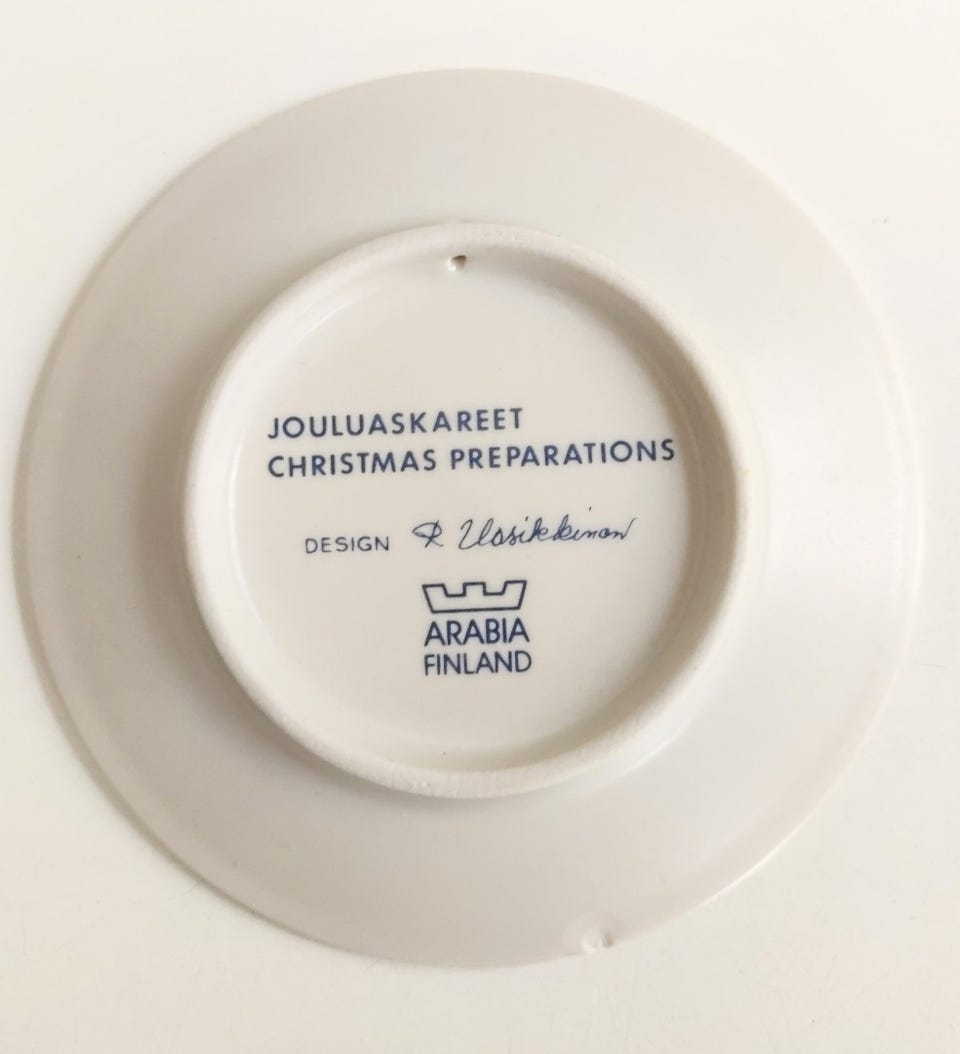 JOULUASKAREET
CHRISTMAS PREPARATIONS
DESIGN R Uosikkinen
ARABIA
FINLAND